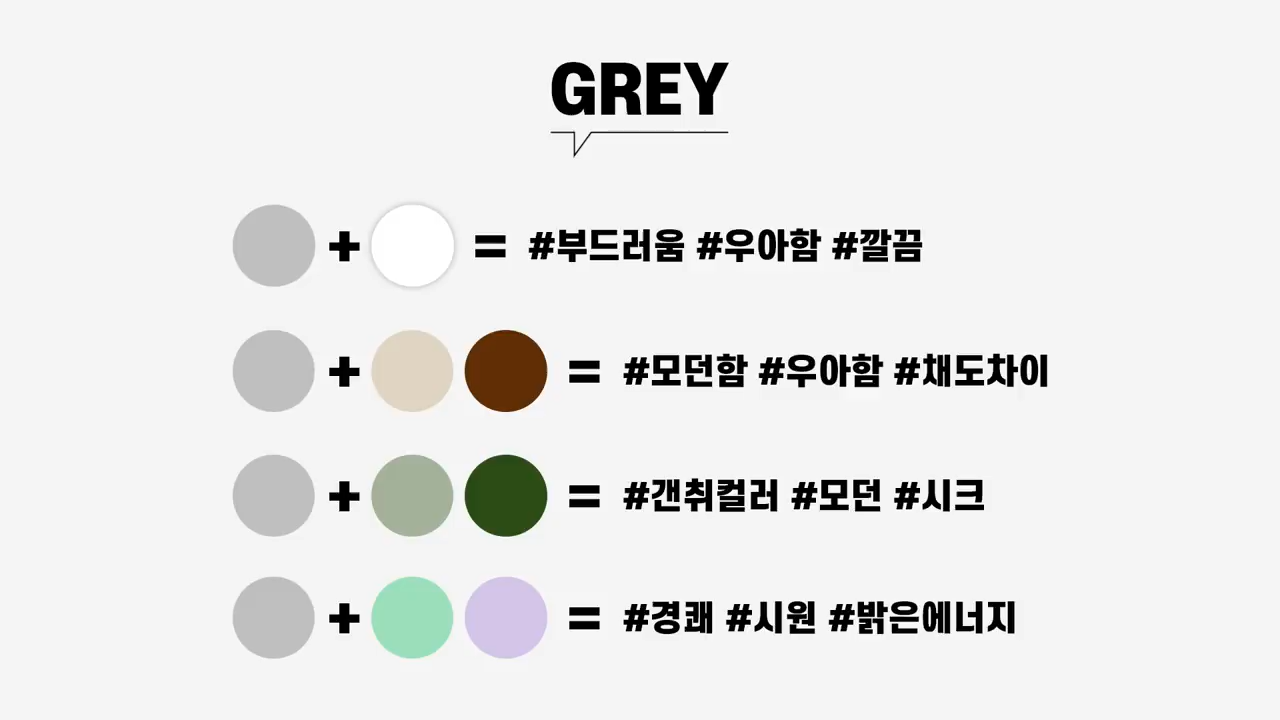 GREY
+ = #부드러움 #우아함 #깔끔
+ = #모던함 #우아함 #채도차이
+ = #갠취컬러 #모던 #시크
+ = #경쾌 #시원 #밝은에너지